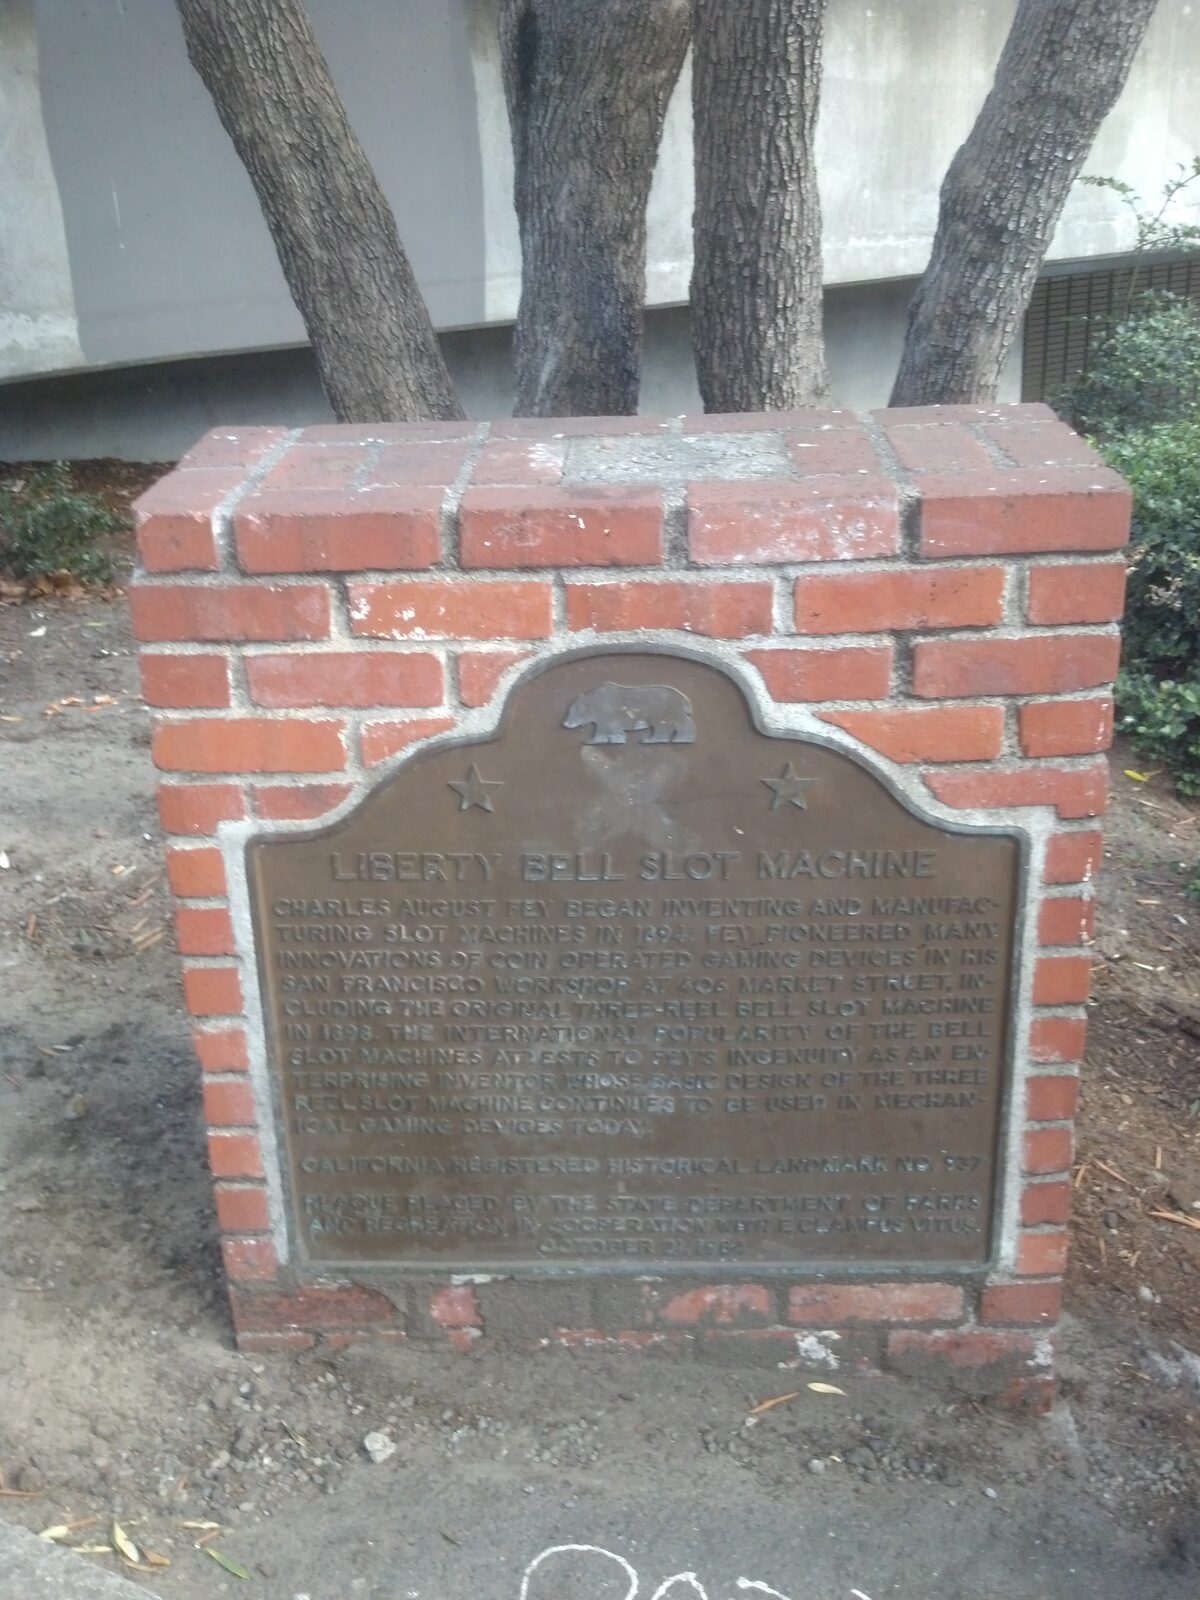 LIBERTY BELL SLOT MACHINE
CHARLES AUGUST FEY BEGAN INVENTING AND MANUFAC-
TURING SLOT MACHINES IN 1894. FEY PIONEERED MANY
INNOVATIONS OF COIN OPERATED GAMING DEVICES IN HIS
SAN FRANCISCO WORKSHOP AT 406 MARKET STREET, IN-
CLUDING THE ORIGINAL THREE-REEL BELL SLOT MACHINE
IN 1898. THE INTERNATIONAL POPULARITY OF THE BELL
SLOT MACHINES ATTESTS TO FEY'S INGENUITY AS AN EN-
TERPRISING INVENTOR WHOSE BASIC DESIGN OF THE THREE
REEL SLOT MACHINE CONTINUES TO BE USED IN MECHAN-
ICAL GAMING DEVICES TODAY.
CALIFORNIA REGISTERED HISTORICAL LANDMARK NO. 937
PLAQUE PLACED BY THE STATE DEPARTMENT OF PARKS
AND RECREATION IN COOPERATION WITH E CLAMPUS VITUS.
OCTOBER 21, 1984